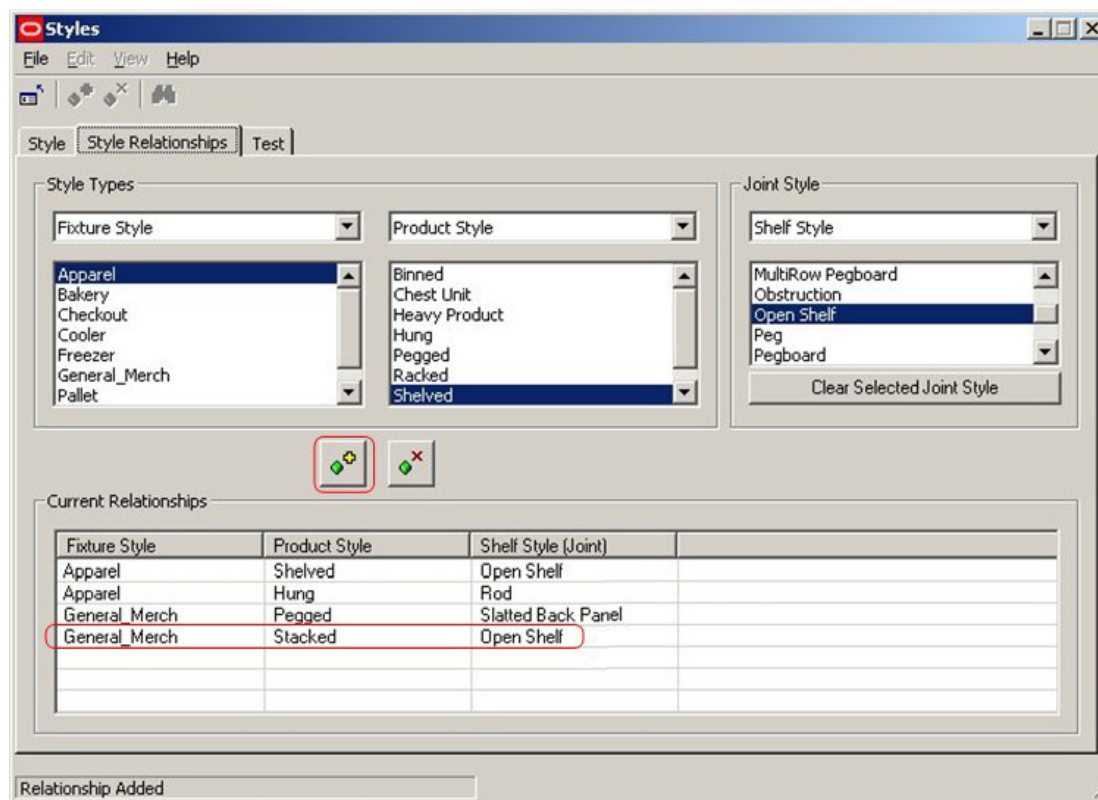 Styles
File Edit View Help
Style Style Relationships Test
Style Types Joint Style
Fixture Style Product Style Shelf Style
Apparel Binned MultiRow Pegboard
Bakery Chest Unit Obstruction
Checkout Heavy Product Open Shelf
Cooler Hung Peg
Freezer Pegged Pegboard
General_Merch Racked
Pallet Shelved Clear Selected Joint Style
Current Relationships
Fixture Style Product Style Shelf Style (Joint)
Apparel Shelved Open Shelf
Apparel Hung Rod
General_Merch Pegged Slatted Back Panel
General_Merch Stacked Open Shelf
Relationship Added